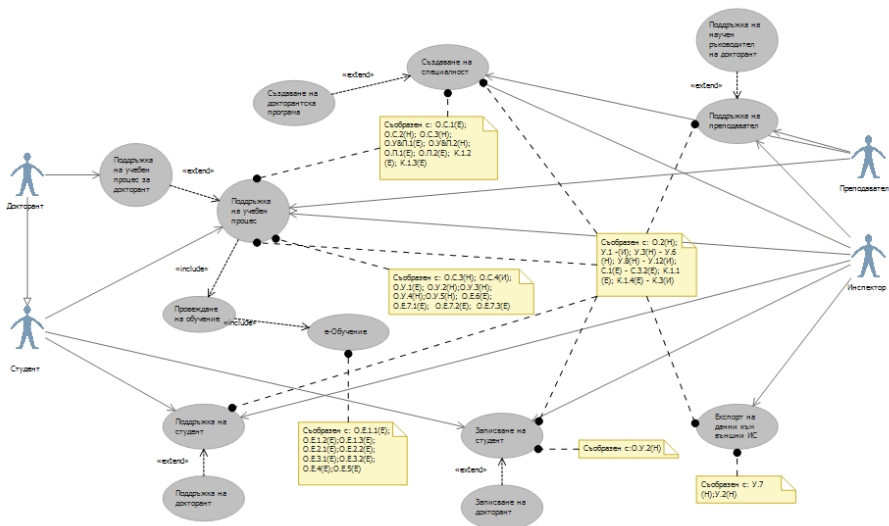 Поддръжка на
научен
ръководител
на докторант
«extend»
Създаване на
специалност
«extend»
Създаване на
докторантска
програма
Поддръжка на
преподавател
Съобразен с: О.С.1(Е);
О.С.2(Н); О.С.3(Н);
О.У&П.1(Е); О.У&П.2(Н);
О.П.1(Е); О.П.2(Е); К.1.2
(Е); К.1.3(Е)
Поддръжка
на учебен
процес за
докторант
«extend»
Докторант
Преподавател
Поддръжка
на учебен
процес
Съобразен с: О.2(Н);
У.1 -(И); У.3(Н) - У.6
(Н); У.8(Н) - У.12(И);
С.1(Е) - С.3.2(Е); К.1.1
(Е); К.1.4(Е) - К.3(И)
«include»
Съобразен с: О.С.3(Н); О.С.4(И);
О.У.1(Е); О.У.2(Н);О.У.3(Н);
О.У.4(Н);О.У.5(Н); О.Е.6(Е);
О.Е.7.1(Е); О.Е.7.2(Е); О.Е.7.3(Е)
Инспектор
Провеждане
на обучение
«include»
е-Обучение
Студент
Поддръжка на
студент
Съобразен с: О.Е.1.1(Е);
О.Е.1.2(Е);О.Е.1.3(Е);
О.Е.2.1(Е);О.Е.2.2(Е);
О.Е.3.1(Е);О.Е.3.2(Е);
О.Е.4(Е);О.Е.5(Е)
Записване на
студент
Съобразен с:О.У.2(Н)
Експорт на
данни към
външни ИС
«extend»
«extend»
Поддръжка на
докторант
Записване на
докторант
Съобразен с: У.7
(Н);У.2(Н)